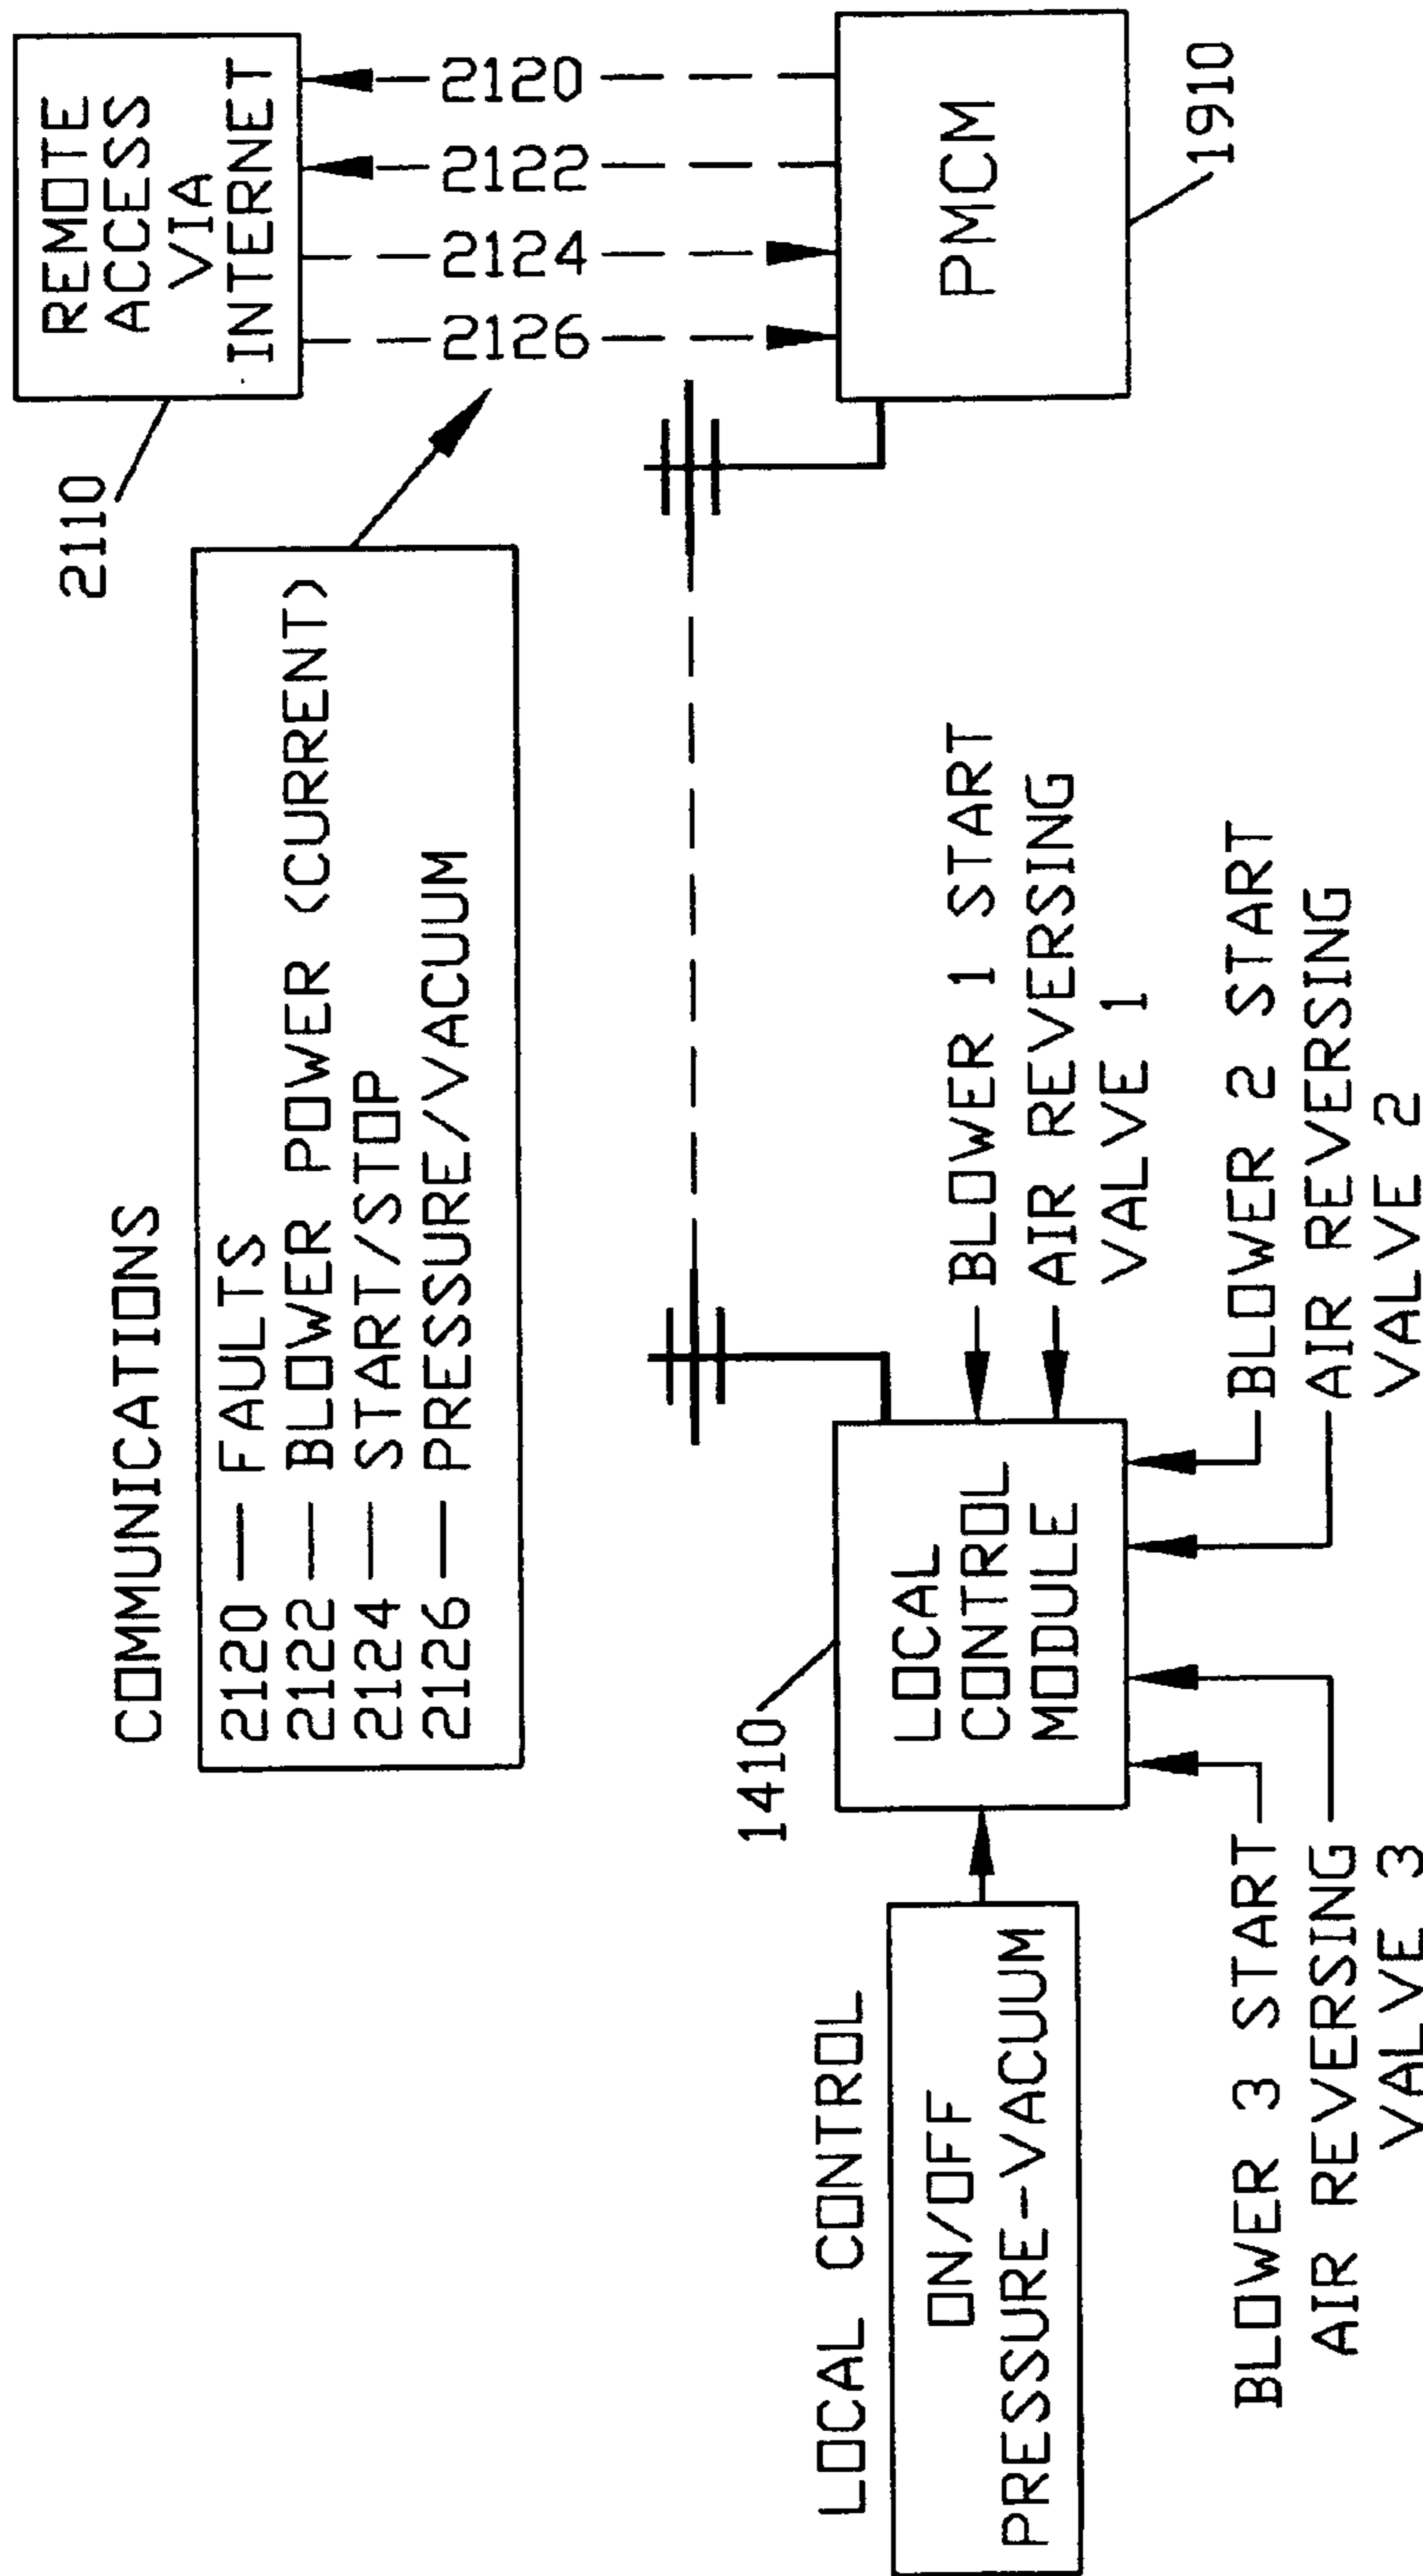 COMMUNICATIONS
2120 — FAULTS
2122 — BLOWER POWER (CURRENT)
2124 — START/STOP
2126 — PRESSURE/VACUUM
2110
REMOTE
ACCESS
VIA
INTERNET
2126
2124
2122
2120
LOCAL CONTROL
ON/OFF
PRESSURE-VACUUM
1410
LOCAL
CONTROL
MODULE
BLOWER 1 START
AIR REVERSING
VALVE 1
PMCM
1910
BLOWER 3 START
AIR REVERSING
VALVE 3
BLOWER 2 START
AIR REVERSING
VALVE 2